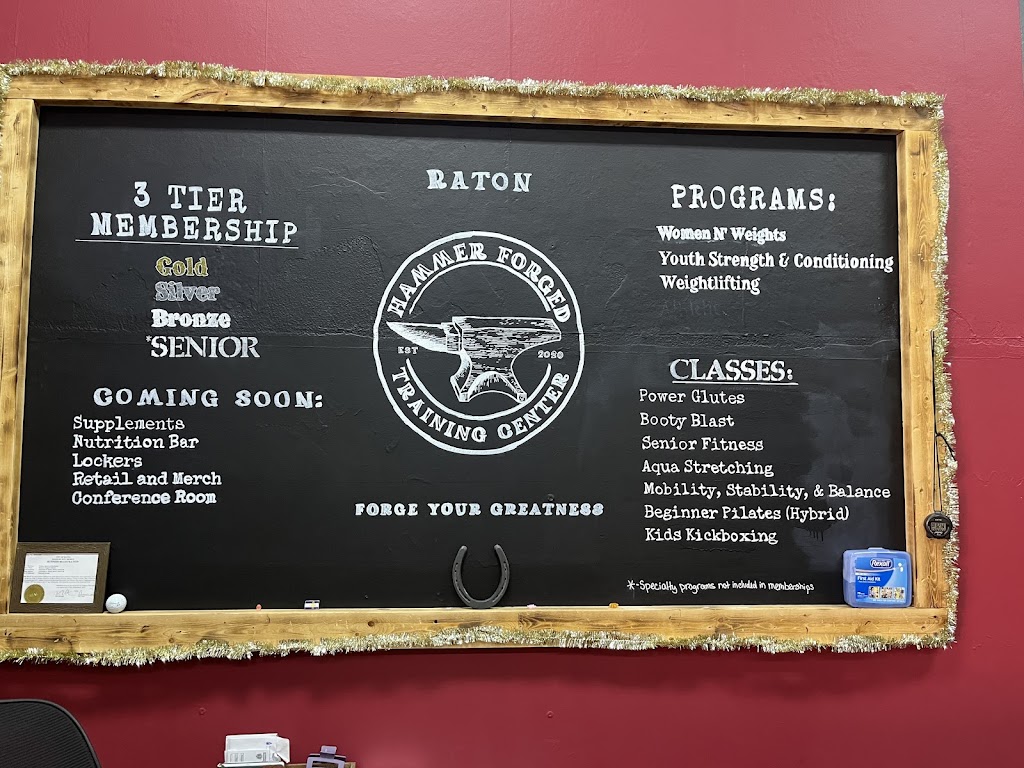 3 TIER
MEMBERSHIP
Gold
Silver
Bronze
*SENIOR
COMING SOON:
Supplements
Nutrition Bar
Lockers
Retail and Merch
Conference Room
RATON
HAMMER FORGED
EST 2020
TRAINING CENTER
FORGE YOUR GREATNESS
PROGRAMS:
Women N' Weights
Youth Strength & Conditioning
Weightlifting
CLASSES:
Power Glutes
Booty Blast
Senior Fitness
Aqua Stretching
Mobility, Stability, & Balance
Beginner Pilates (Hybrid)
Kids Kickboxing
*-Specialty programs not included in memberships
Rexall
First Aid Kit